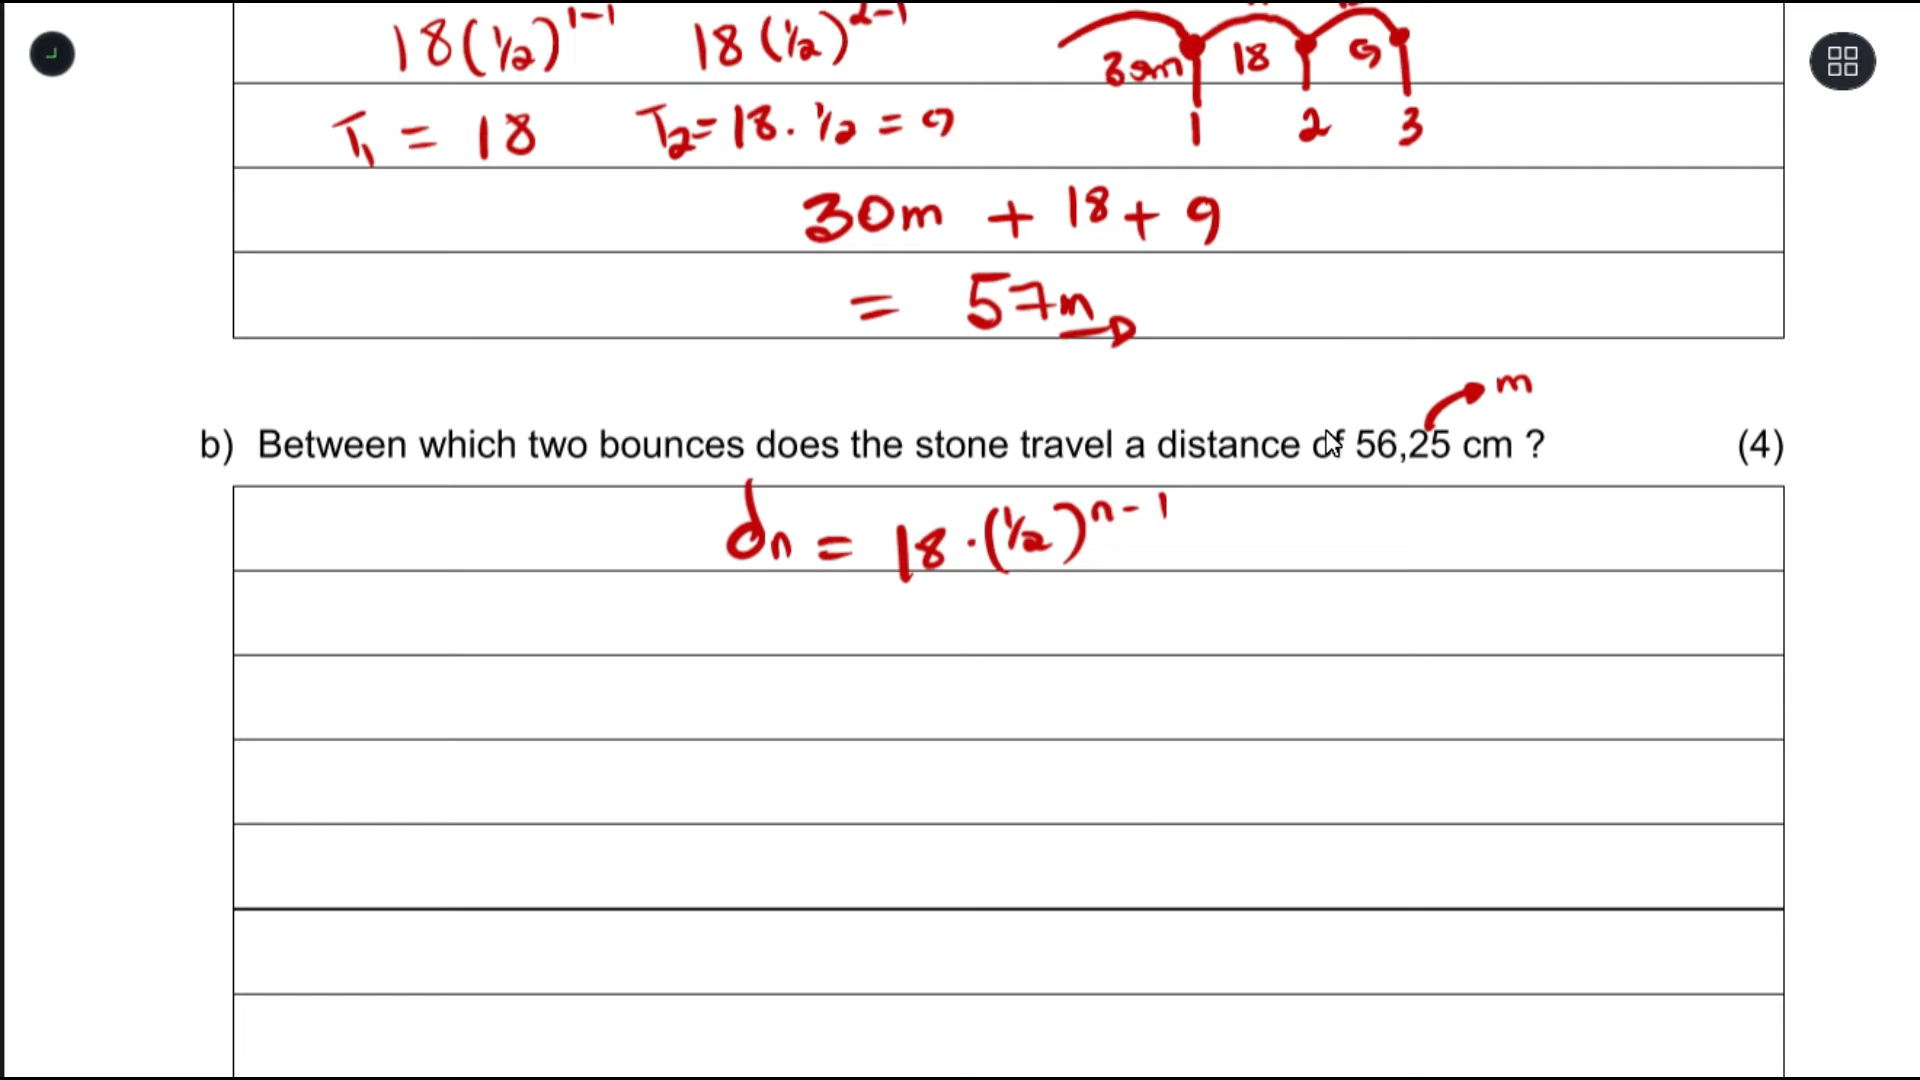 18(1/2)^1-1 18(1/2)^2-1
30m 18 9
T1 = 18 T2 = 18 . 1/2 = 9 1 2 3
30m + 18 + 9
= 57m
m
b) Between which two bounces does the stone travel a distance of 56,25 cm ? (4)
dn = 18 . (1/2)^n-1